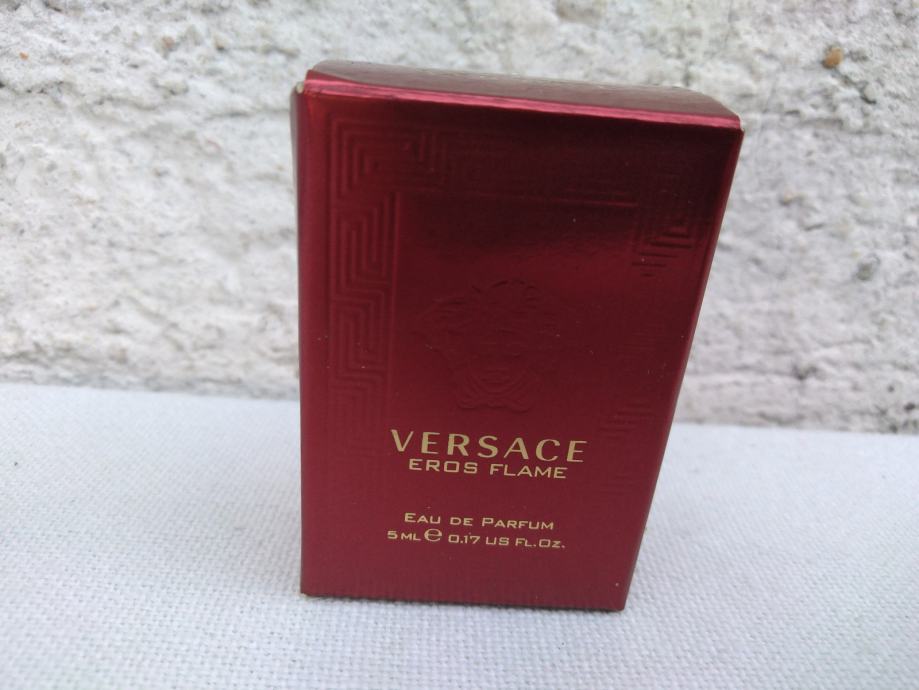 VERSACE
EROS FLAME
EAU DE PARFUM
5 ML ℮ 0.17 US FL.OZ.